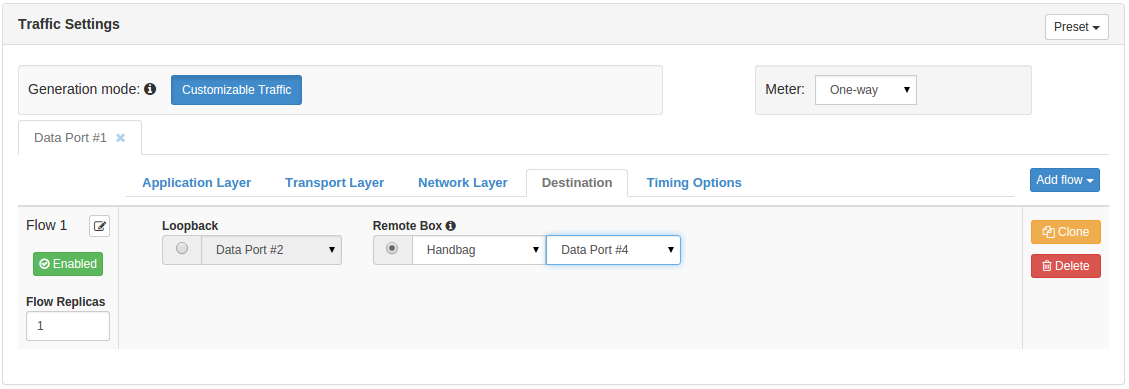 Traffic Settings
Preset
Generation mode:
Customizable Traffic
Meter:
One-way
Data Port #1
Application Layer
Transport Layer
Network Layer
Destination
Timing Options
Add flow
Flow 1
Loopback
Remote Box
Clone
Data Port #2
Handbag
Data Port #4
Enabled
Delete
Flow Replicas
1